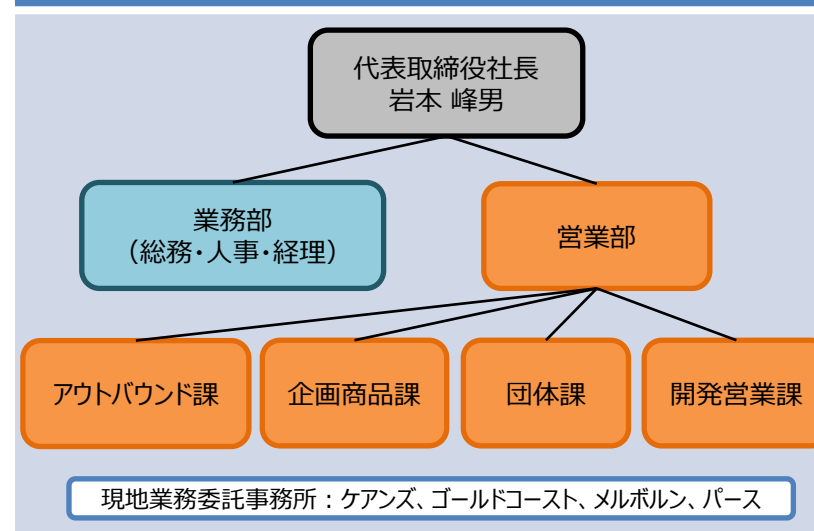 代表取締役社長
岩本 峰男
業務部
（総務・人事・経理）
営業部
アウトバウンド課
企画商品課
団体課
開発営業課
現地業務委託事務所：ケアンズ、ゴールドコースト、メルボルン、パース